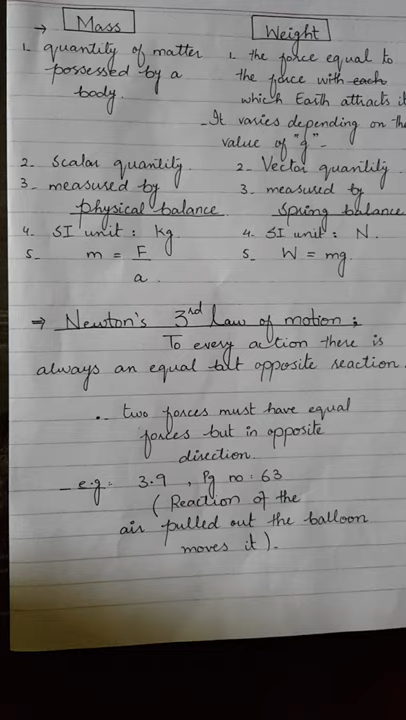 → Mass
1. quantity of matter
possessed by a
body.
2- Scalar quantity.
3- measured by
physical balance
4. SI unit : kg
5- m = F
a.
Weight
1. the force equal to
the force with each
which Earth attracts it
- It varies depending on the
value of "g" -
2- Vector quantity.
3- measured by
Spring balance
4- SI unit : N.
5- W = mg.
→ Newton's 3rd Law of motion :
To every action there is
always an equal but opposite reaction.
∴ two forces must have equal
forces but in opposite
direction.
- e.g. 3.9 , Pg no : 63
( Reaction of the
air pulled out the balloon
moves it ).